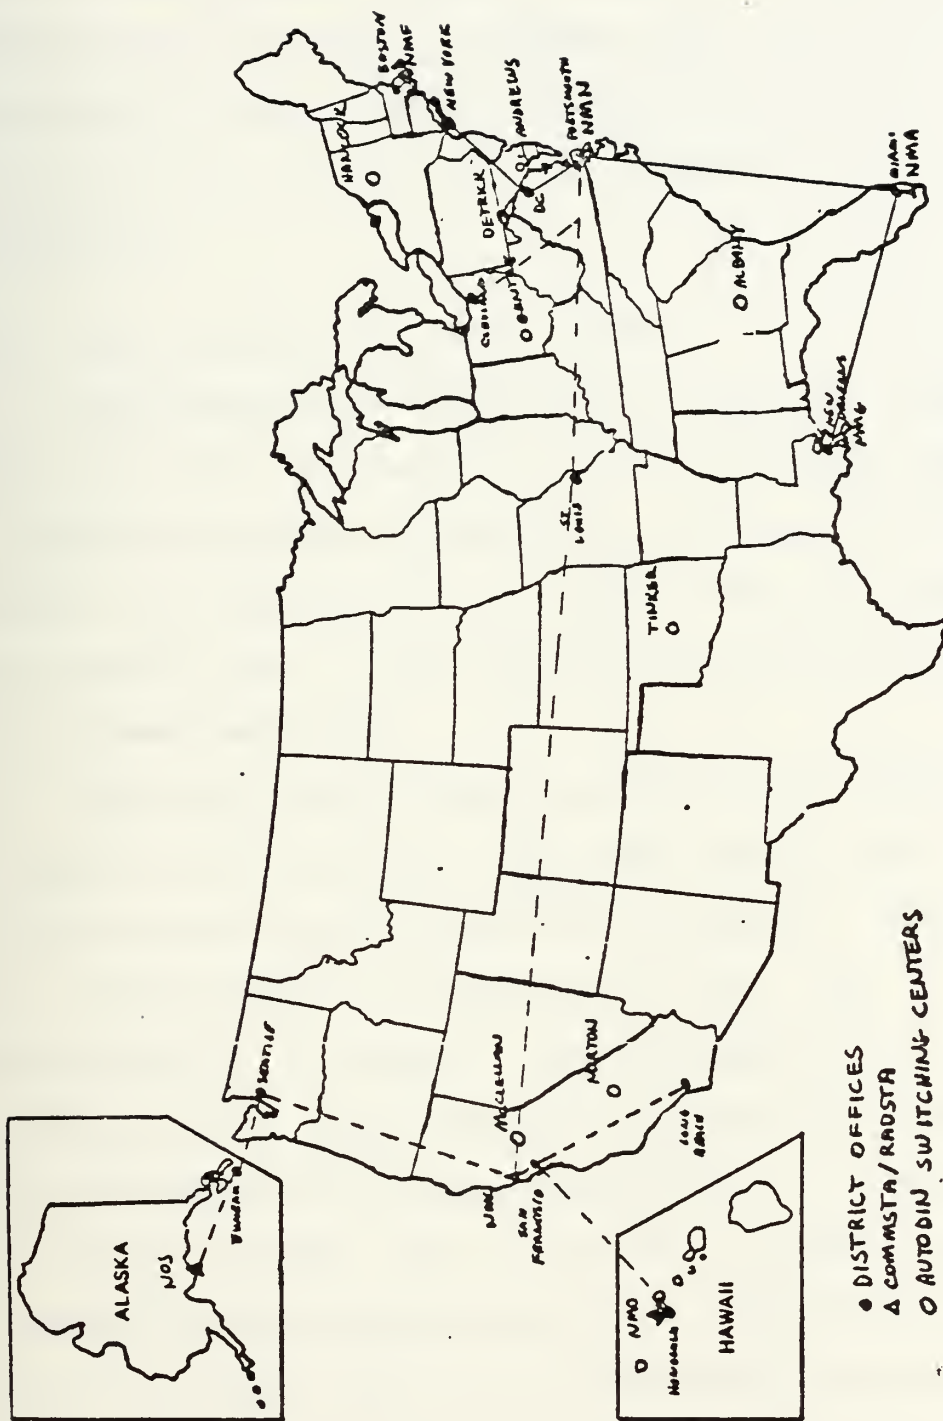 ALASKA
NOS
JUNEAU
SEATTLE
McCLELLAN
NMC
SAN
FRANCISCO
NORTON
LONG
BEACH
NMO
HONOLULU
HAWAII
TINKER
ST.
LOUIS
CLEVELAND
GENTILE
DETRICK
HANCOCK
BOSTON
NMF
NEW YORK
ANDREWS
DC
PORTSMOUTH
NMN
ALBANY
NEW
ORLEANS
NMG
MIAMI
NMA
● DISTRICT OFFICES
△ COMMSTA/RADSTA
○ AUTODIN SWITCHING CENTERS